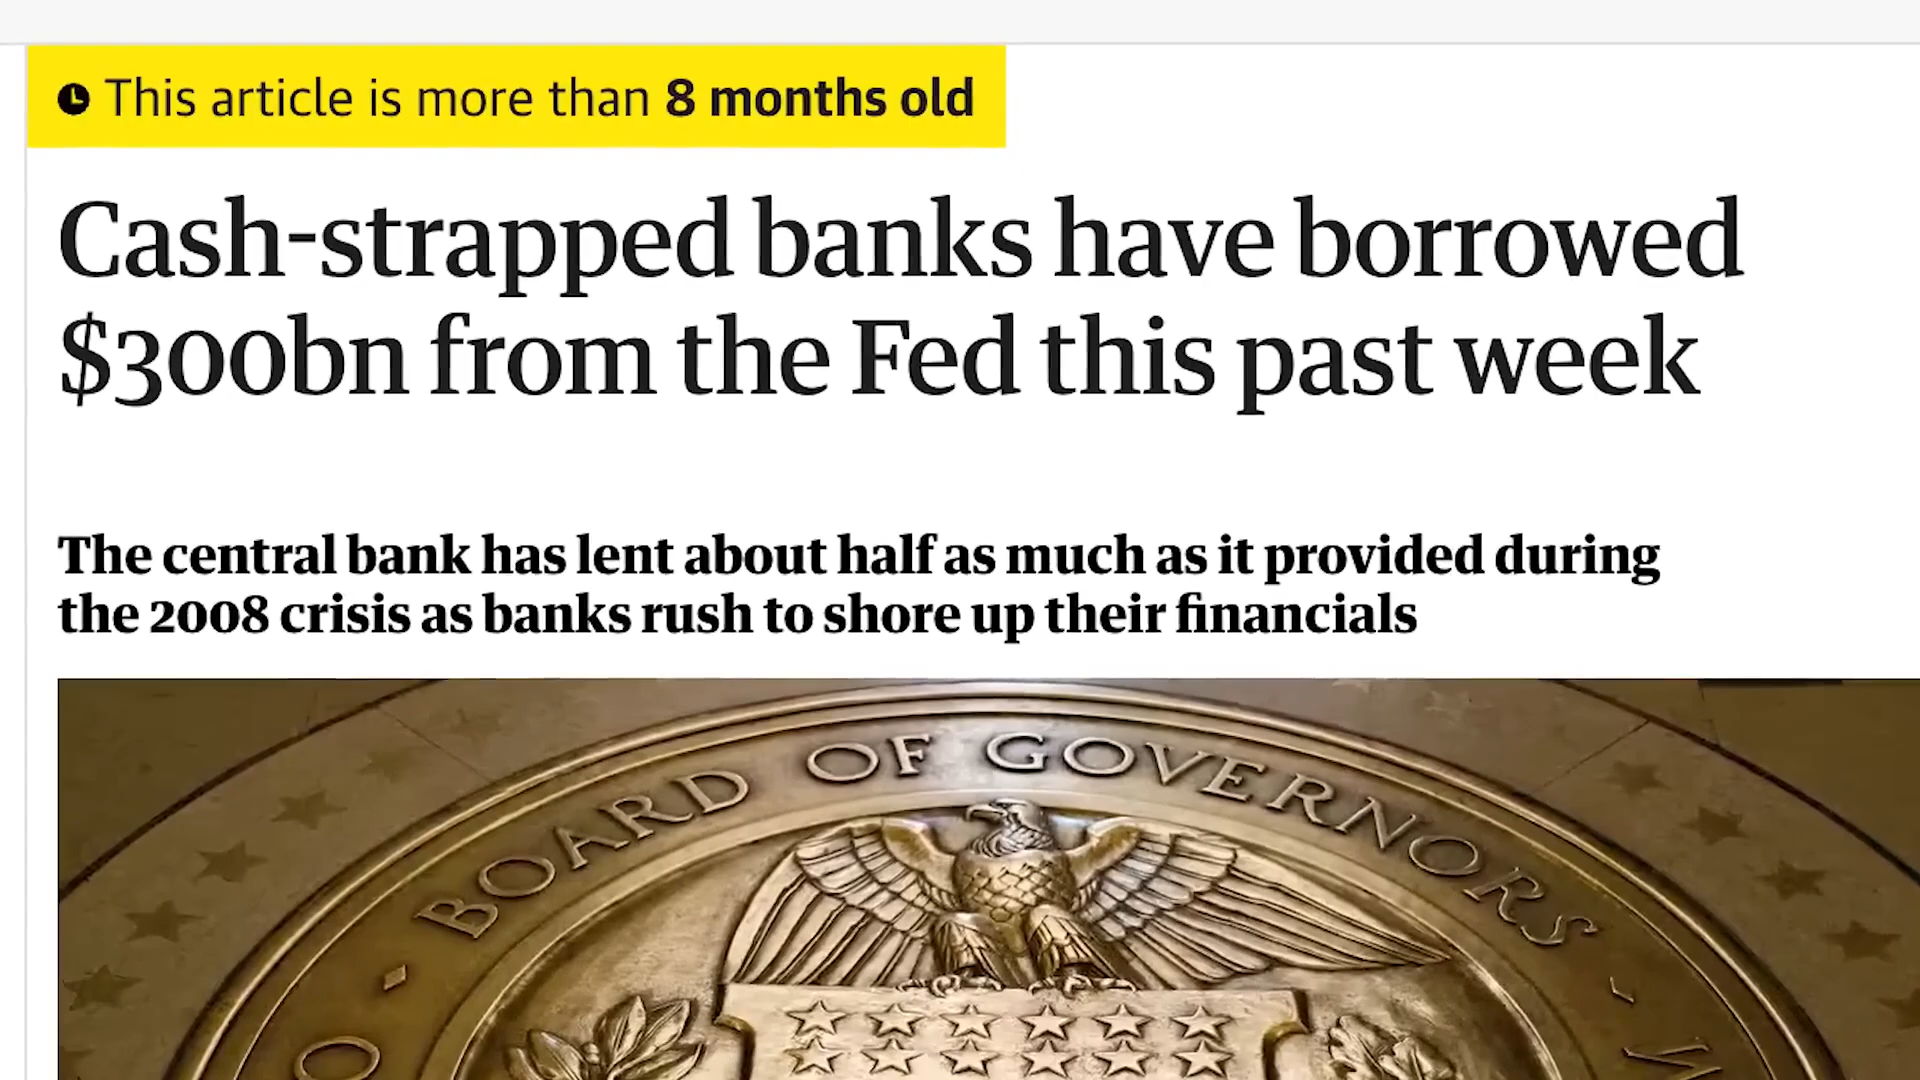 This article is more than 8 months old
Cash-strapped banks have borrowed
$300bn from the Fed this past week
The central bank has lent about half as much as it provided during
the 2008 crisis as banks rush to shore up their financials
BOARD OF GOVERNORS